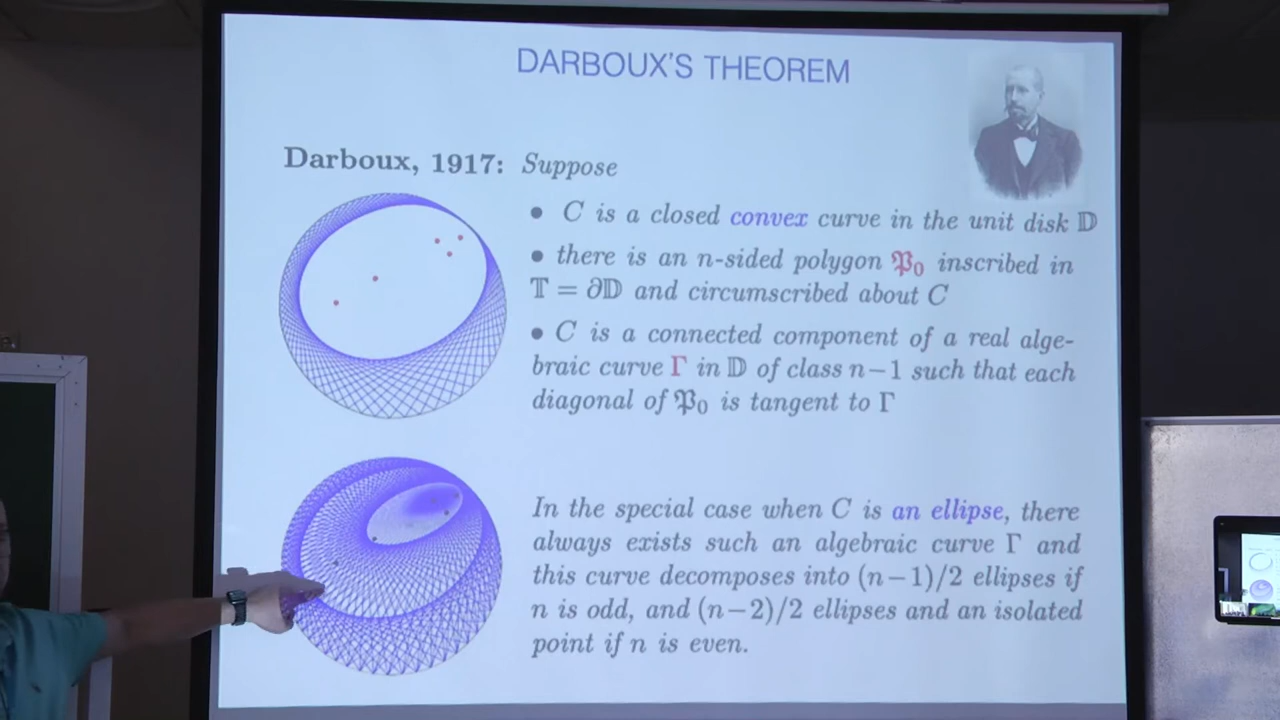 DARBOUX'S THEOREM
Darboux, 1917: Suppose
• C is a closed convex curve in the unit disk 𝔻
• there is an n-sided polygon 𝔓₀ inscribed in
𝕋 = ∂𝔻 and circumscribed about C
• C is a connected component of a real alge-
braic curve Γ in 𝔻 of class n−1 such that each
diagonal of 𝔓₀ is tangent to Γ
In the special case when C is an ellipse, there
always exists such an algebraic curve Γ and
this curve decomposes into (n−1)/2 ellipses if
n is odd, and (n−2)/2 ellipses and an isolated
point if n is even.